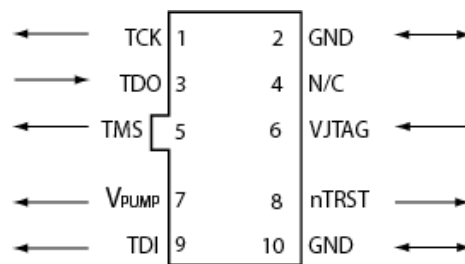 TCK 1 2 GND
TDO 3 4 N/C
TMS 5 6 VJTAG
VPUMP 7 8 nTRST
TDI 9 10 GND